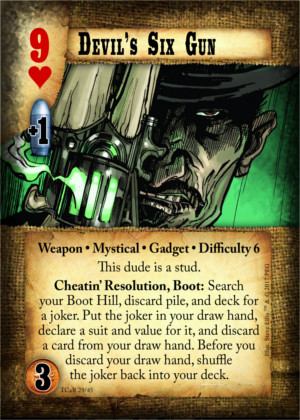 9
DEVIL'S SIX GUN
+1
Weapon • Mystical • Gadget • Difficulty 6
This dude is a stud.
Cheatin' Resolution, Boot: Search
your Boot Hill, discard pile, and deck for
a joker. Put the joker in your draw hand,
declare a suit and value for it, and discard
a card from your draw hand. Before you
discard your draw hand, shuffle
the joker back into your deck.
3